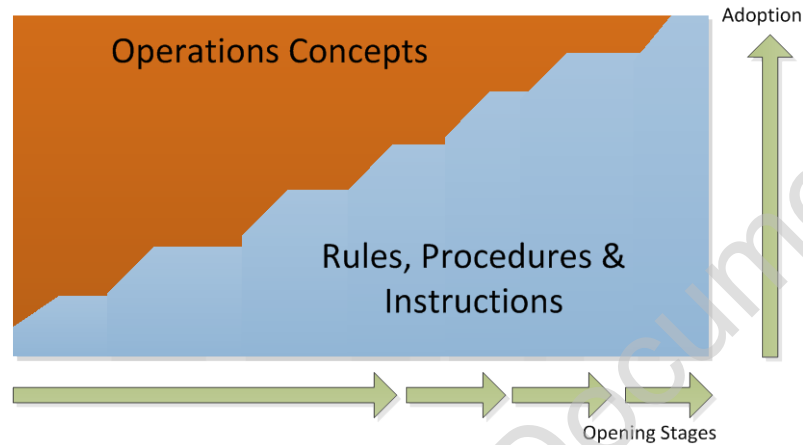 Adoption
Operations Concepts
Rules, Procedures &
Instructions
Opening Stages